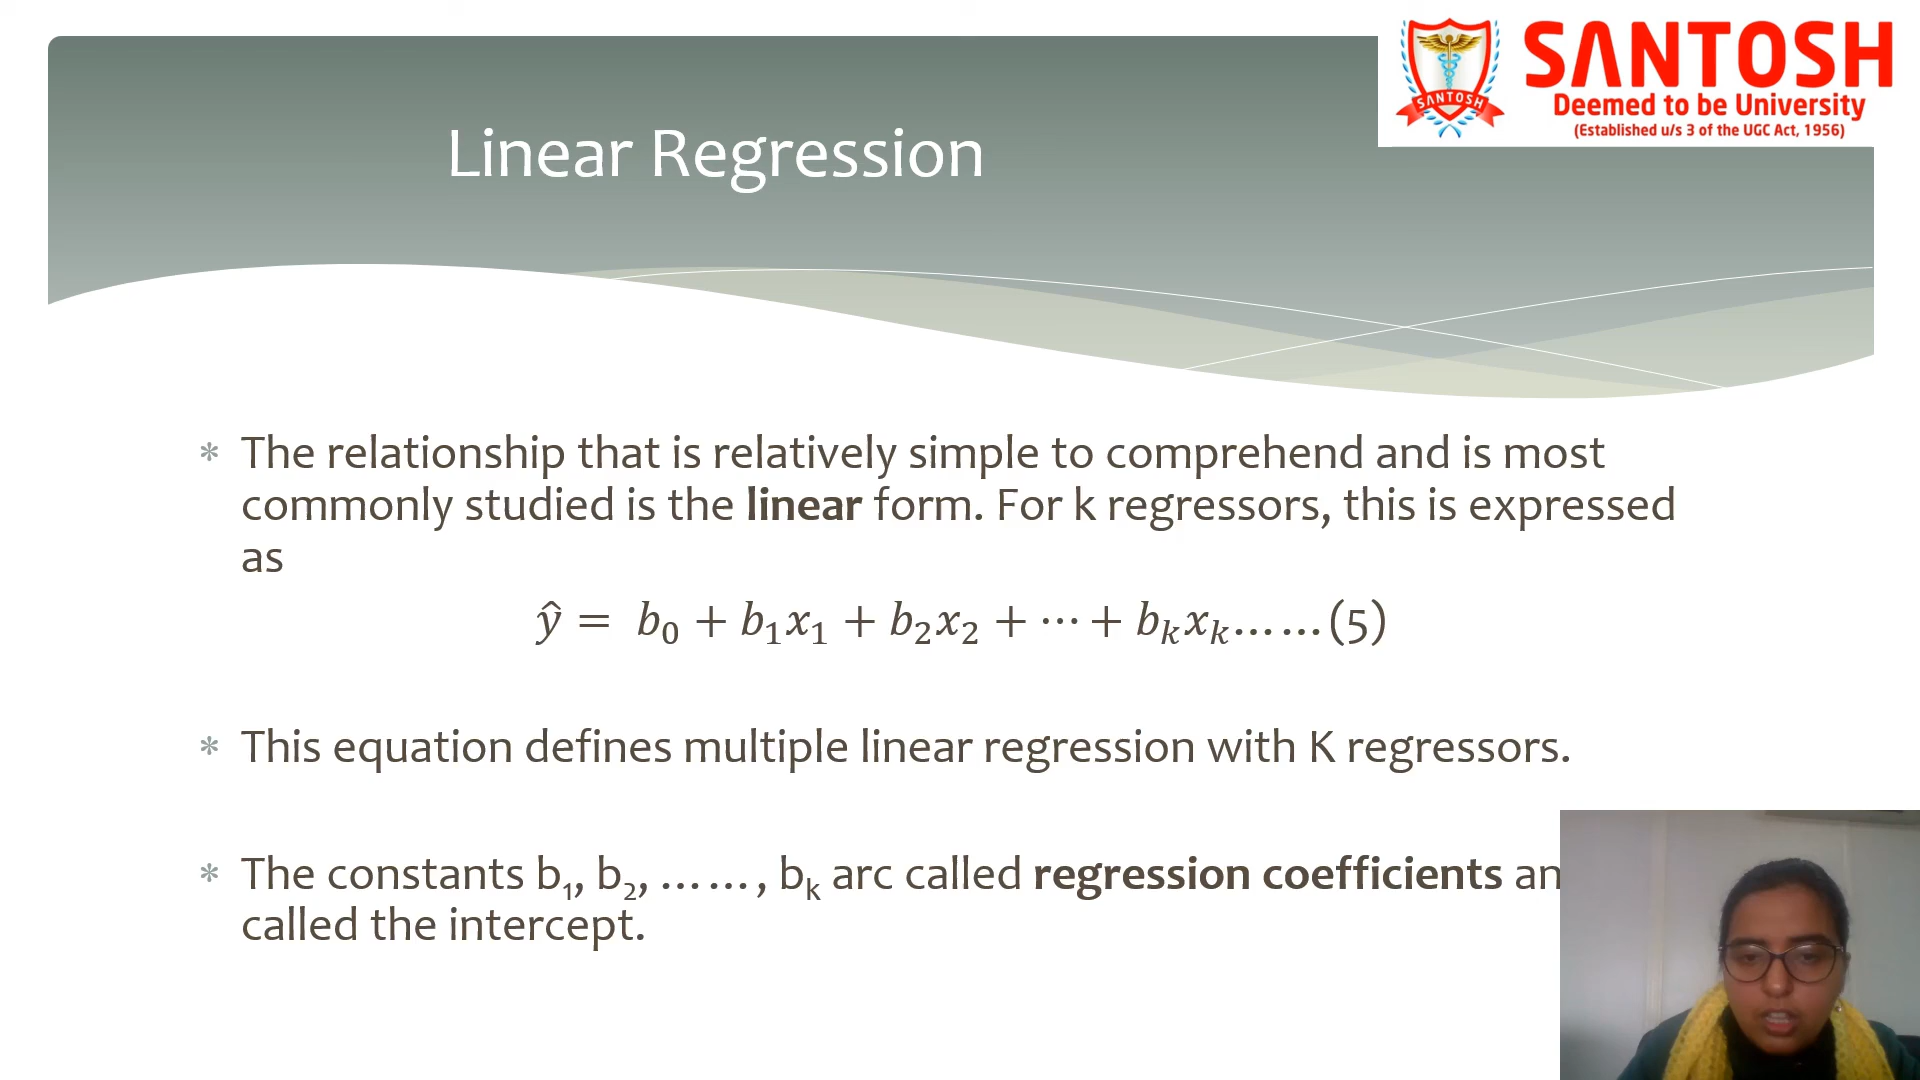 SANTOSH
Deemed to be University
(Established u/s 3 of the UGC Act, 1956)
SANTOSH
Linear Regression
* The relationship that is relatively simple to comprehend and is most
commonly studied is the linear form. For k regressors, this is expressed
as
ŷ = b₀ + b₁x₁ + b₂x₂ + ⋯ + bₖxₖ……(5)
* This equation defines multiple linear regression with K regressors.
* The constants b₁, b₂, ……, bₖ arc called regression coefficients
called the intercept.